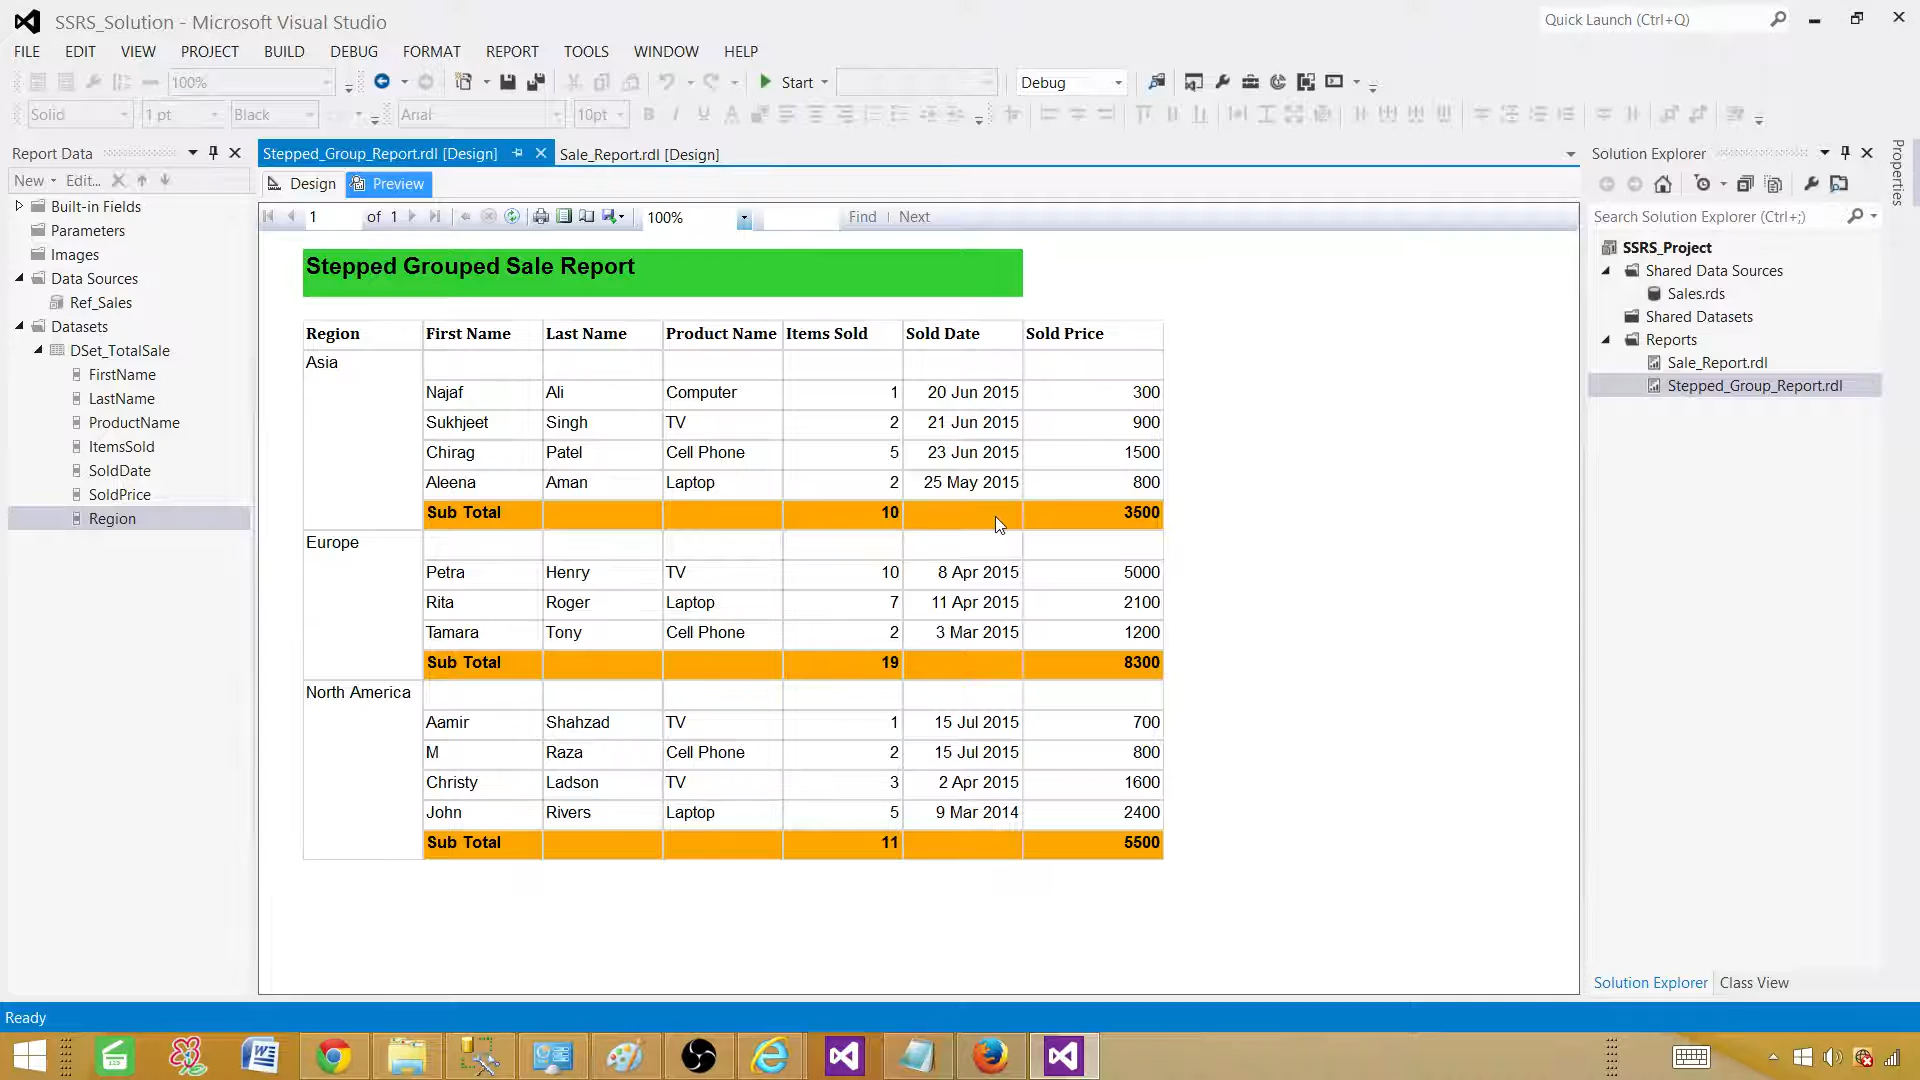 SSRS_Solution - Microsoft Visual Studio
Quick Launch (Ctrl+Q)
FILE EDIT VIEW PROJECT BUILD DEBUG FORMAT REPORT TOOLS WINDOW HELP
100% Start Debug
Solid 1 pt Black Arial 10pt B I U A
Report Data
New Edit...
Built-in Fields
Parameters
Images
Data Sources
Ref_Sales
Datasets
DSet_TotalSale
FirstName
LastName
ProductName
ItemsSold
SoldDate
SoldPrice
Region
Stepped_Group_Report.rdl [Design] Sale_Report.rdl [Design]
Design Preview
1 of 1 100% Find Next
Stepped Grouped Sale Report
Region First Name Last Name Product Name Items Sold Sold Date Sold Price
Asia
Najaf Ali Computer 1 20 Jun 2015 300
Sukhjeet Singh TV 2 21 Jun 2015 900
Chirag Patel Cell Phone 5 23 Jun 2015 1500
Aleena Aman Laptop 2 25 May 2015 800
Sub Total 10 3500
Europe
Petra Henry TV 10 8 Apr 2015 5000
Rita Roger Laptop 7 11 Apr 2015 2100
Tamara Tony Cell Phone 2 3 Mar 2015 1200
Sub Total 19 8300
North America
Aamir Shahzad TV 1 15 Jul 2015 700
M Raza Cell Phone 2 15 Jul 2015 800
Christy Ladson TV 3 2 Apr 2015 1600
John Rivers Laptop 5 9 Mar 2014 2400
Sub Total 11 5500
Solution Explorer
Search Solution Explorer (Ctrl+;)
SSRS_Project
Shared Data Sources
Sales.rds
Shared Datasets
Reports
Sale_Report.rdl
Stepped_Group_Report.rdl
Solution Explorer Class View
Properties
Ready